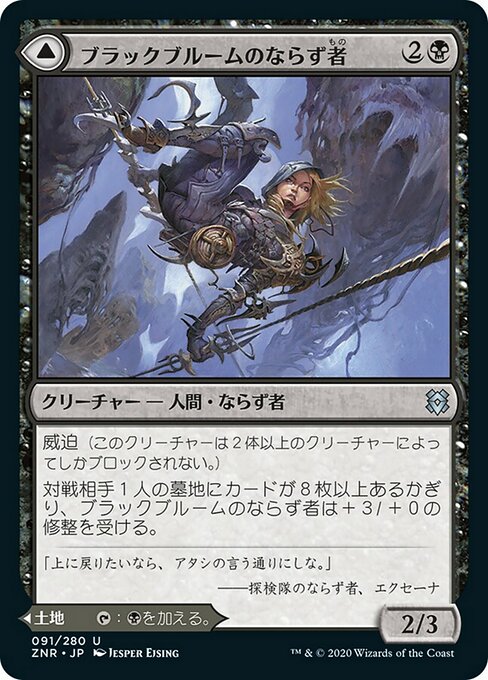 ブラックブルームのならず者 2
もの
クリーチャー — 人間・ならず者
威迫(このクリーチャーは2体以上のクリーチャーによっ
てしかブロックされない。)
対戦相手1人の墓地にカードが8枚以上あるかぎ
り、ブラックブルームのならず者は+3/+0の
修整を受ける。
「上に戻りたいなら、アタシの言う通りにしな。」
——探検隊のならず者、エクセーナ
土地 :を加える。
2/3
091/280 U
ZNR・JP Jesper Ejsing
™ & © 2020 Wizards of the Coast